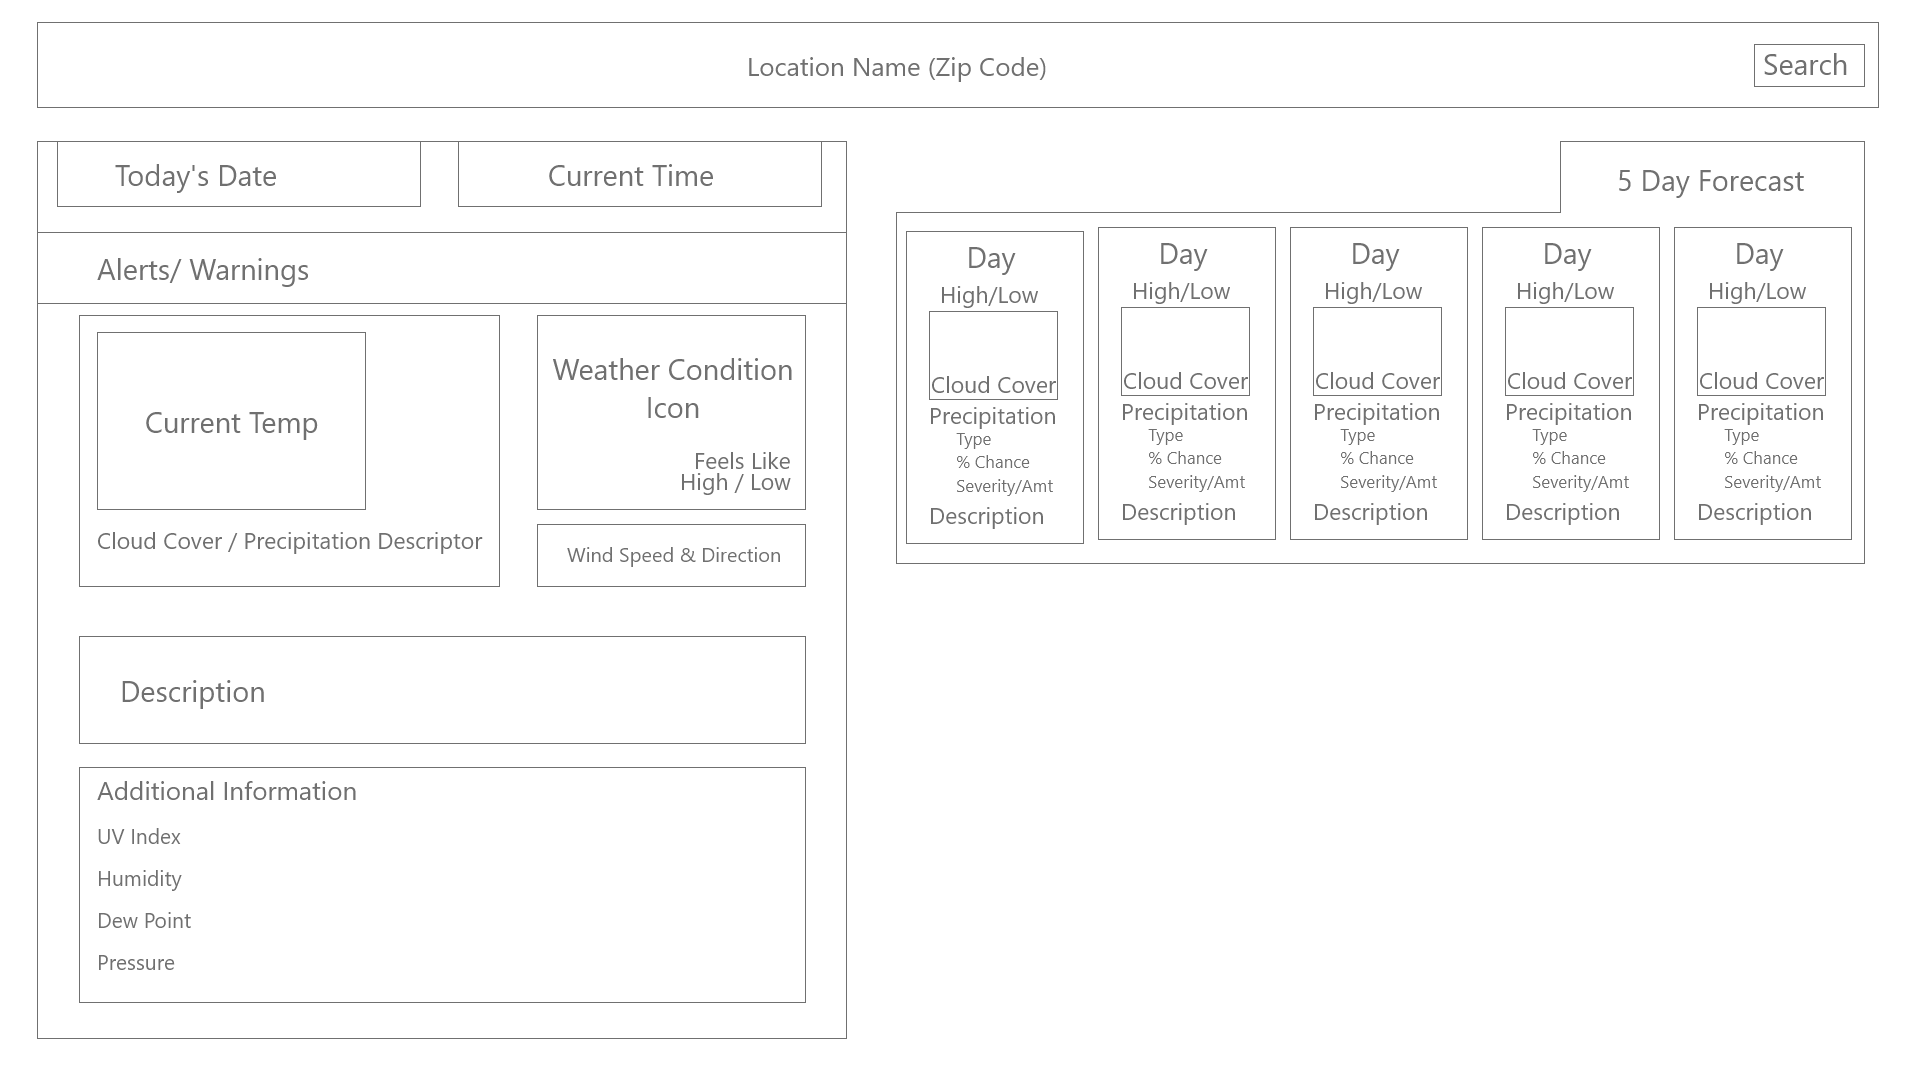 Location Name (Zip Code)
Search
Today's Date
Current Time
Alerts/ Warnings
Current Temp
Cloud Cover / Precipitation Descriptor
Weather Condition
Icon
Feels Like
High / Low
Wind Speed & Direction
Description
Additional Information
UV Index
Humidity
Dew Point
Pressure
5 Day Forecast
Day
High/Low
Cloud Cover
Precipitation
Type
% Chance
Severity/Amt
Description
Day
High/Low
Cloud Cover
Precipitation
Type
% Chance
Severity/Amt
Description
Day
High/Low
Cloud Cover
Precipitation
Type
% Chance
Severity/Amt
Description
Day
High/Low
Cloud Cover
Precipitation
Type
% Chance
Severity/Amt
Description
Day
High/Low
Cloud Cover
Precipitation
Type
% Chance
Severity/Amt
Description